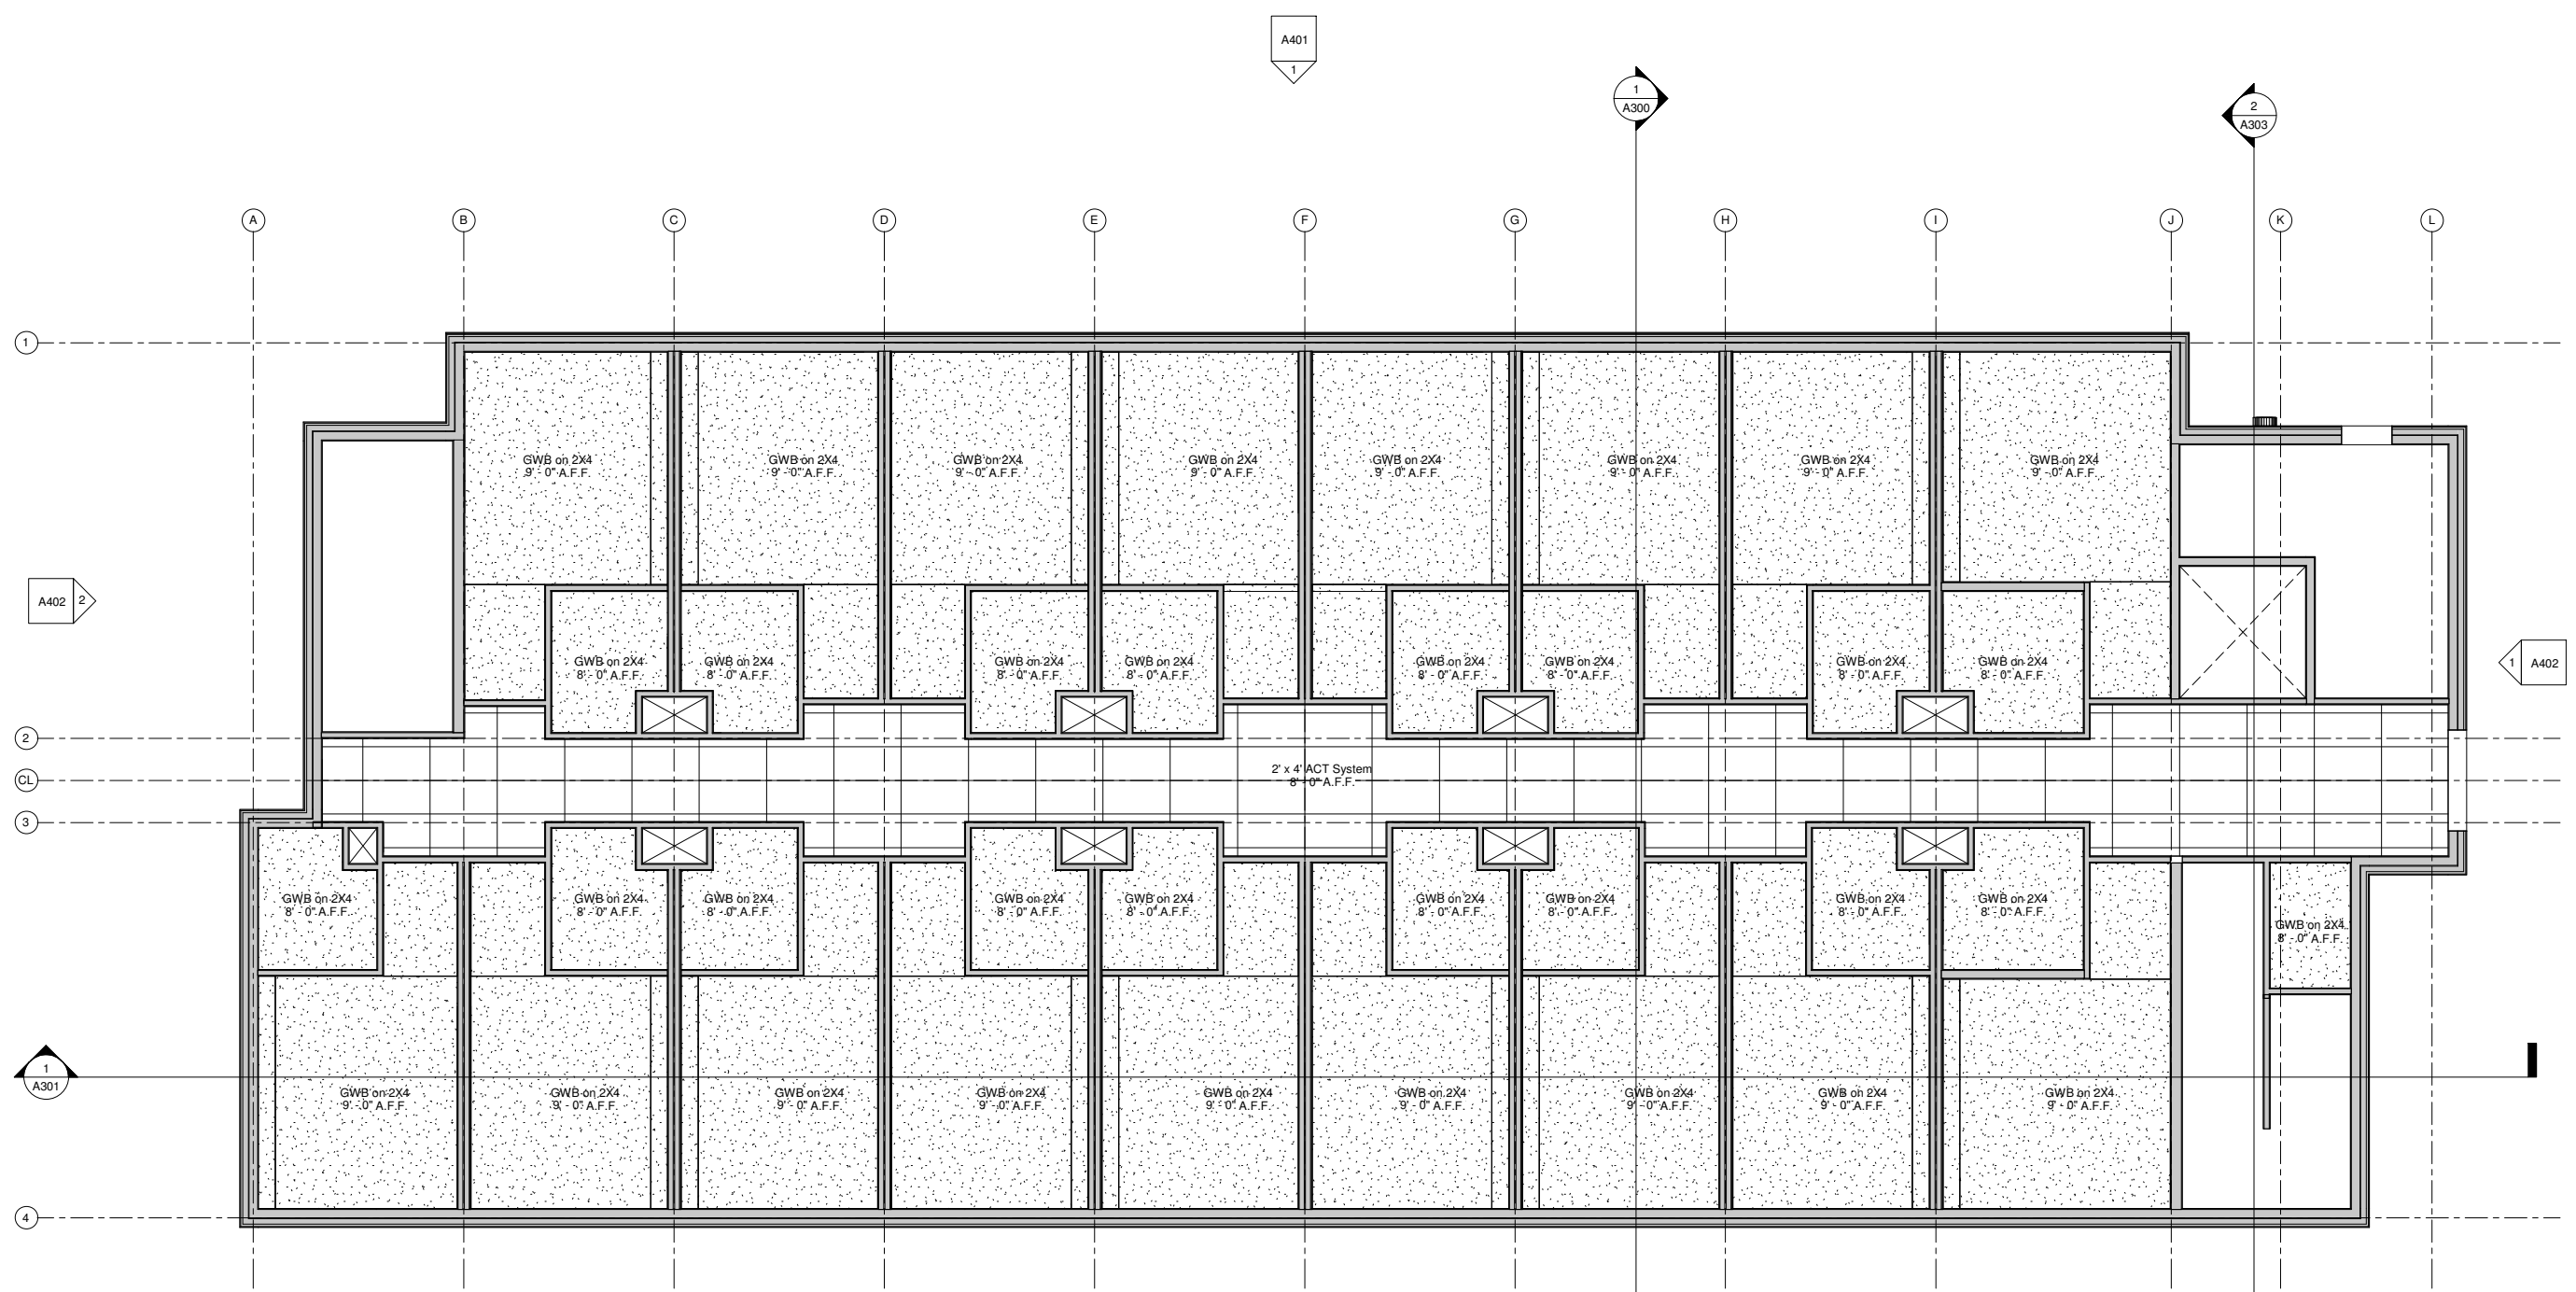 A401
1
1
A300
2
A303
A
B
C
D
E
F
G
H
I
J
K
L
1
GWB on 2X4
9' - 0" A.F.F.
GWB on 2X4
9' - 0" A.F.F.
GWB on 2X4
9' - 0" A.F.F.
GWB on 2X4
9' - 0" A.F.F.
GWB on 2X4
9' - 0" A.F.F.
GWB on 2X4
9' - 0" A.F.F.
GWB on 2X4
9' - 0" A.F.F.
GWB on 2X4
9' - 0" A.F.F.
A402
2
GWB on 2X4
8' - 0" A.F.F.
GWB on 2X4
8' - 0" A.F.F.
GWB on 2X4
8' - 0" A.F.F.
GWB on 2X4
8' - 0" A.F.F.
GWB on 2X4
8' - 0" A.F.F.
GWB on 2X4
8' - 0" A.F.F.
GWB on 2X4
8' - 0" A.F.F.
GWB on 2X4
8' - 0" A.F.F.
1
A402
2
CL
2' x 4' ACT System
8' - 0" A.F.F.
3
GWB on 2X4
8' - 0" A.F.F.
GWB on 2X4
8' - 0" A.F.F.
GWB on 2X4
8' - 0" A.F.F.
GWB on 2X4
8' - 0" A.F.F.
GWB on 2X4
8' - 0" A.F.F.
GWB on 2X4
8' - 0" A.F.F.
GWB on 2X4
8' - 0" A.F.F.
GWB on 2X4
8' - 0" A.F.F.
GWB on 2X4
8' - 0" A.F.F.
GWB on 2X4
8' - 0" A.F.F.
1
A301
GWB on 2X4
9' - 0" A.F.F.
GWB on 2X4
9' - 0" A.F.F.
GWB on 2X4
9' - 0" A.F.F.
GWB on 2X4
9' - 0" A.F.F.
GWB on 2X4
9' - 0" A.F.F.
GWB on 2X4
9' - 0" A.F.F.
GWB on 2X4
9' - 0" A.F.F.
GWB on 2X4
9' - 0" A.F.F.
GWB on 2X4
9' - 0" A.F.F.
4